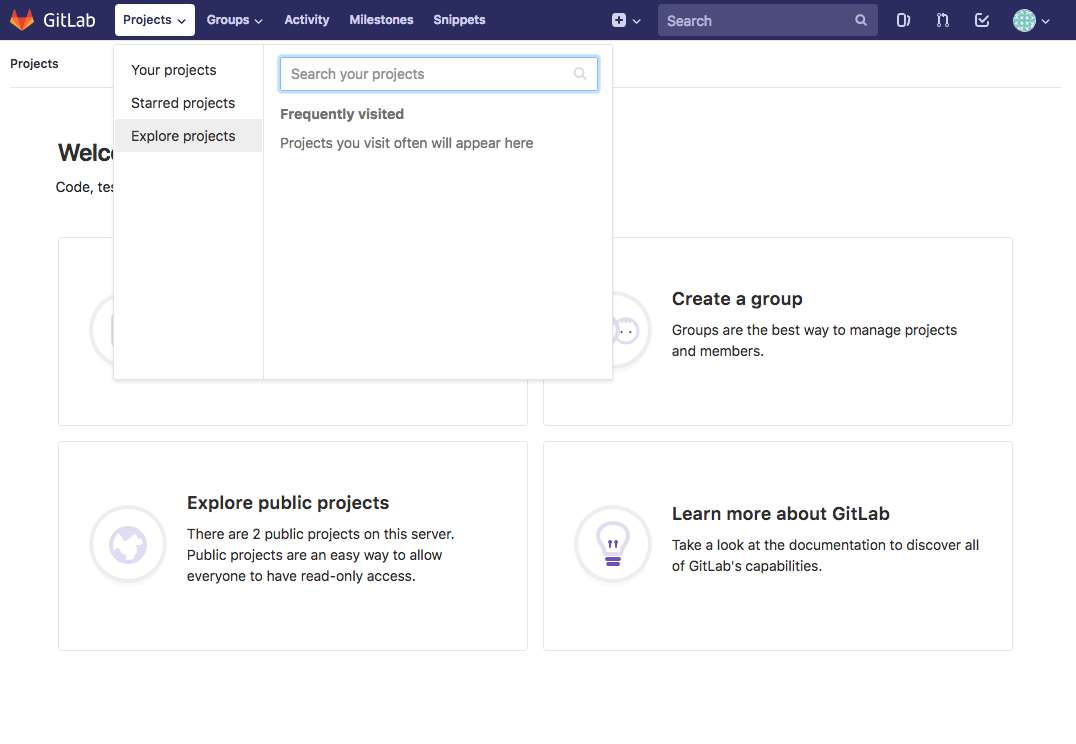 GitLab Projects Groups Activity Milestones Snippets Search
Projects
Your projects
Starred projects
Explore projects
Search your projects
Frequently visited
Projects you visit often will appear here
Code,
Create a group
Groups are the best way to manage projects
and members.
Explore public projects
There are 2 public projects on this server.
Public projects are an easy way to allow
everyone to have read-only access.
Learn more about GitLab
Take a look at the documentation to discover all
of GitLab's capabilities.